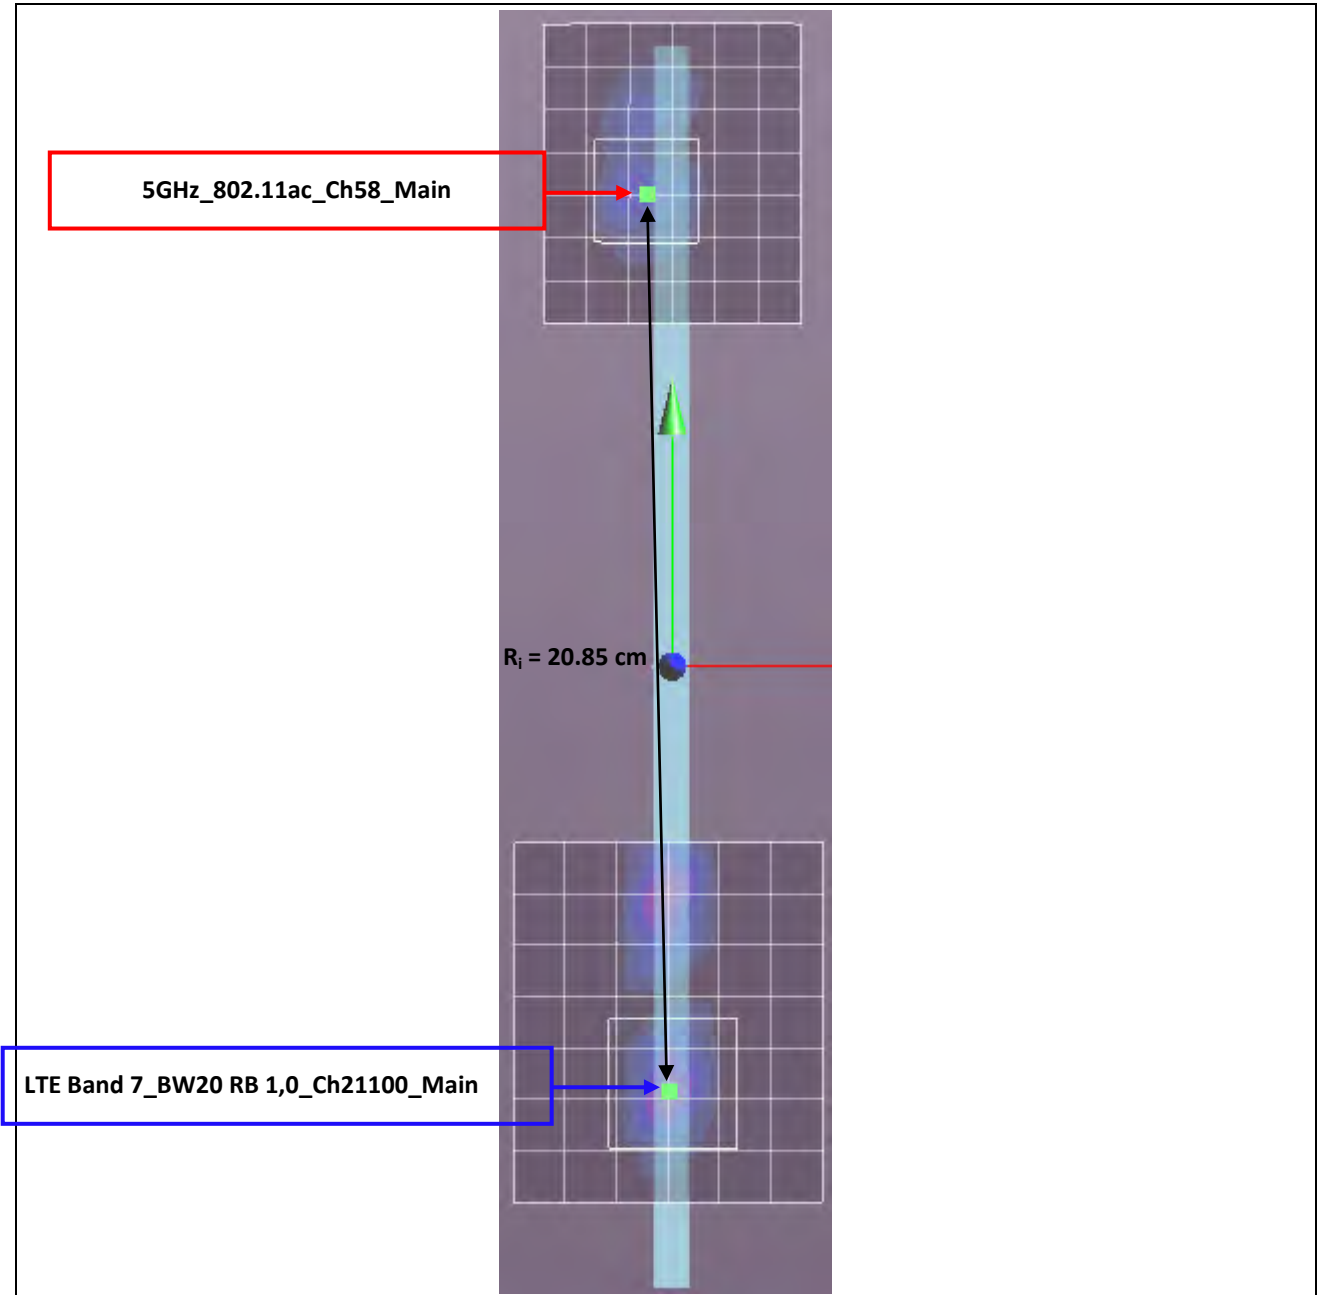 5GHz_802.11ac_Ch58_Main
Rᵢ = 20.85 cm
LTE Band 7_BW20 RB 1,0_Ch21100_Main